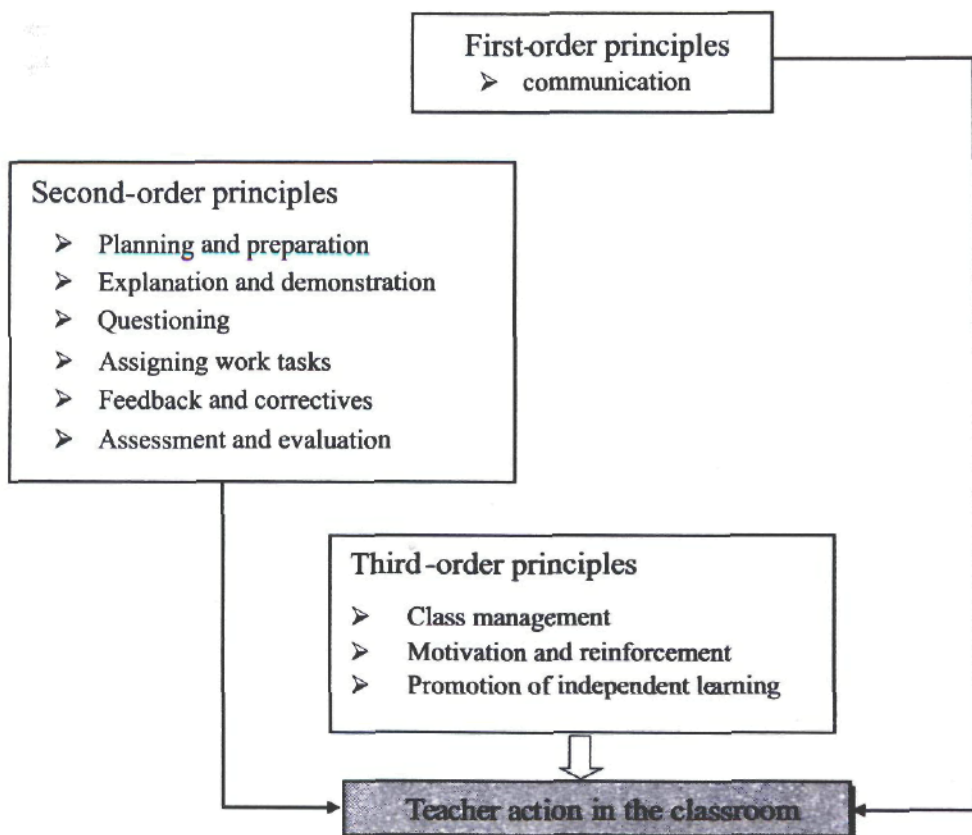 First-order principles
➢ communication
Second-order principles
➢ Planning and preparation
➢ Explanation and demonstration
➢ Questioning
➢ Assigning work tasks
➢ Feedback and correctives
➢ Assessment and evaluation
Third-order principles
➢ Class management
➢ Motivation and reinforcement
➢ Promotion of independent learning
Teacher action in the classroom